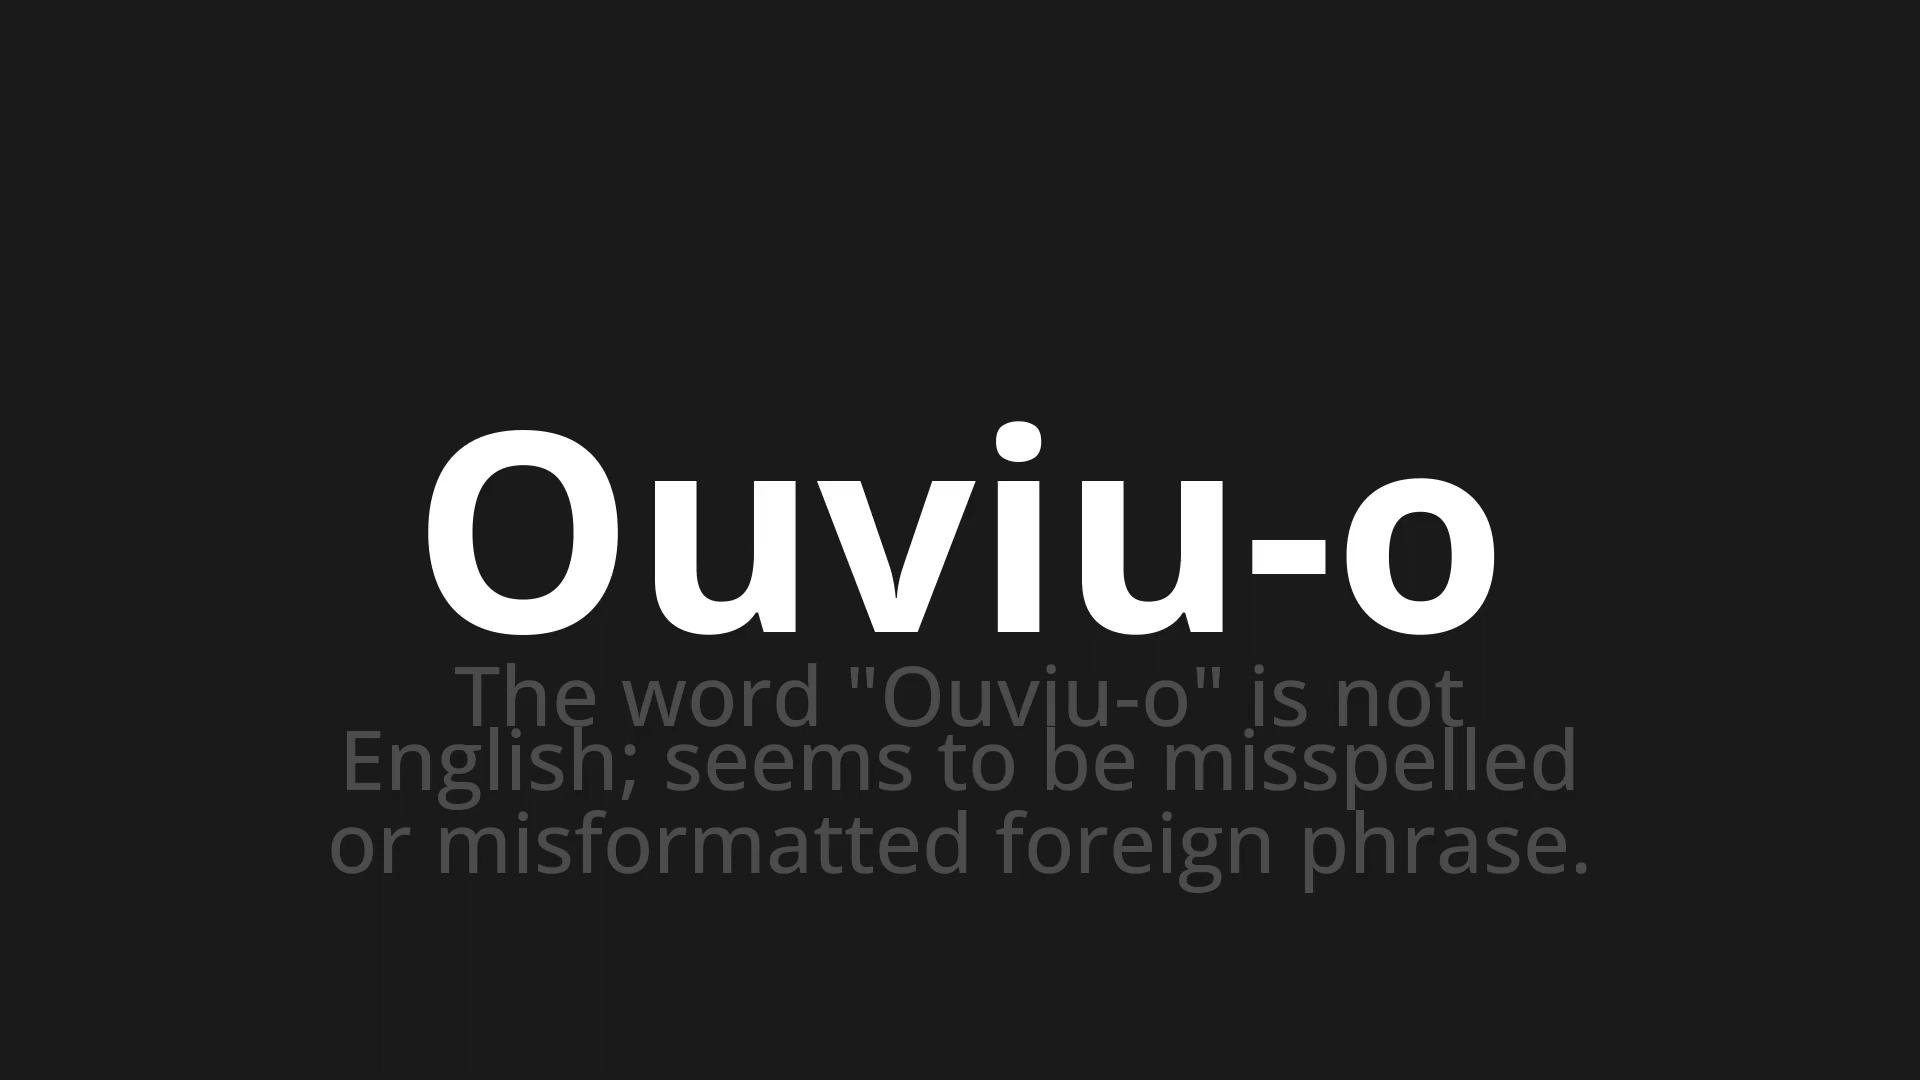 Ouviu-o
The word "Ouviu-o" is not
English; seems to be misspelled
or misformatted foreign phrase.